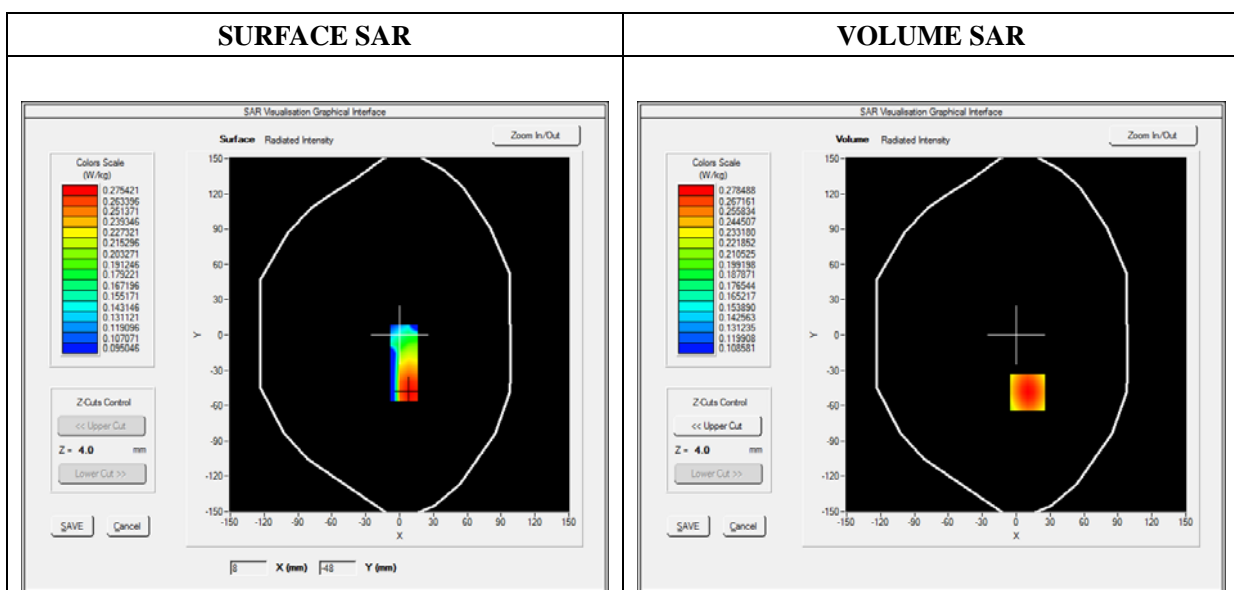 SURFACE SAR
VOLUME SAR
SAR Visualisation Graphical Interface
Surface Radiated Intensity
Zoom In/Out
Colors Scale
(W/kg)
0.275421
0.263396
0.251371
0.239346
0.227321
0.215296
0.203271
0.191246
0.179221
0.167196
0.155171
0.143146
0.131121
0.119096
0.107071
0.095046
Z-Cuts Control
<< Upper Cut
Z = 4.0 mm
Lower Cut >>
SAVE Cancel
150
120
90
60
30
0
-30
-60
-90
-120
-150
Y
-150 -120 -90 -60 -30 0 30 60 90 120 150
X
8 X (mm) -48 Y (mm)
SAR Visualisation Graphical Interface
Volume Radiated Intensity
Zoom In/Out
Colors Scale
(W/kg)
0.278488
0.267161
0.255834
0.244507
0.233180
0.221852
0.210525
0.199198
0.187871
0.176544
0.165217
0.153890
0.142563
0.131235
0.119908
0.108581
Z-Cuts Control
<< Upper Cut
Z = 4.0 mm
Lower Cut >>
SAVE Cancel
150
120
90
60
30
0
-30
-60
-90
-120
-150
Y
-150 -120 -90 -60 -30 0 30 60 90 120 150
X